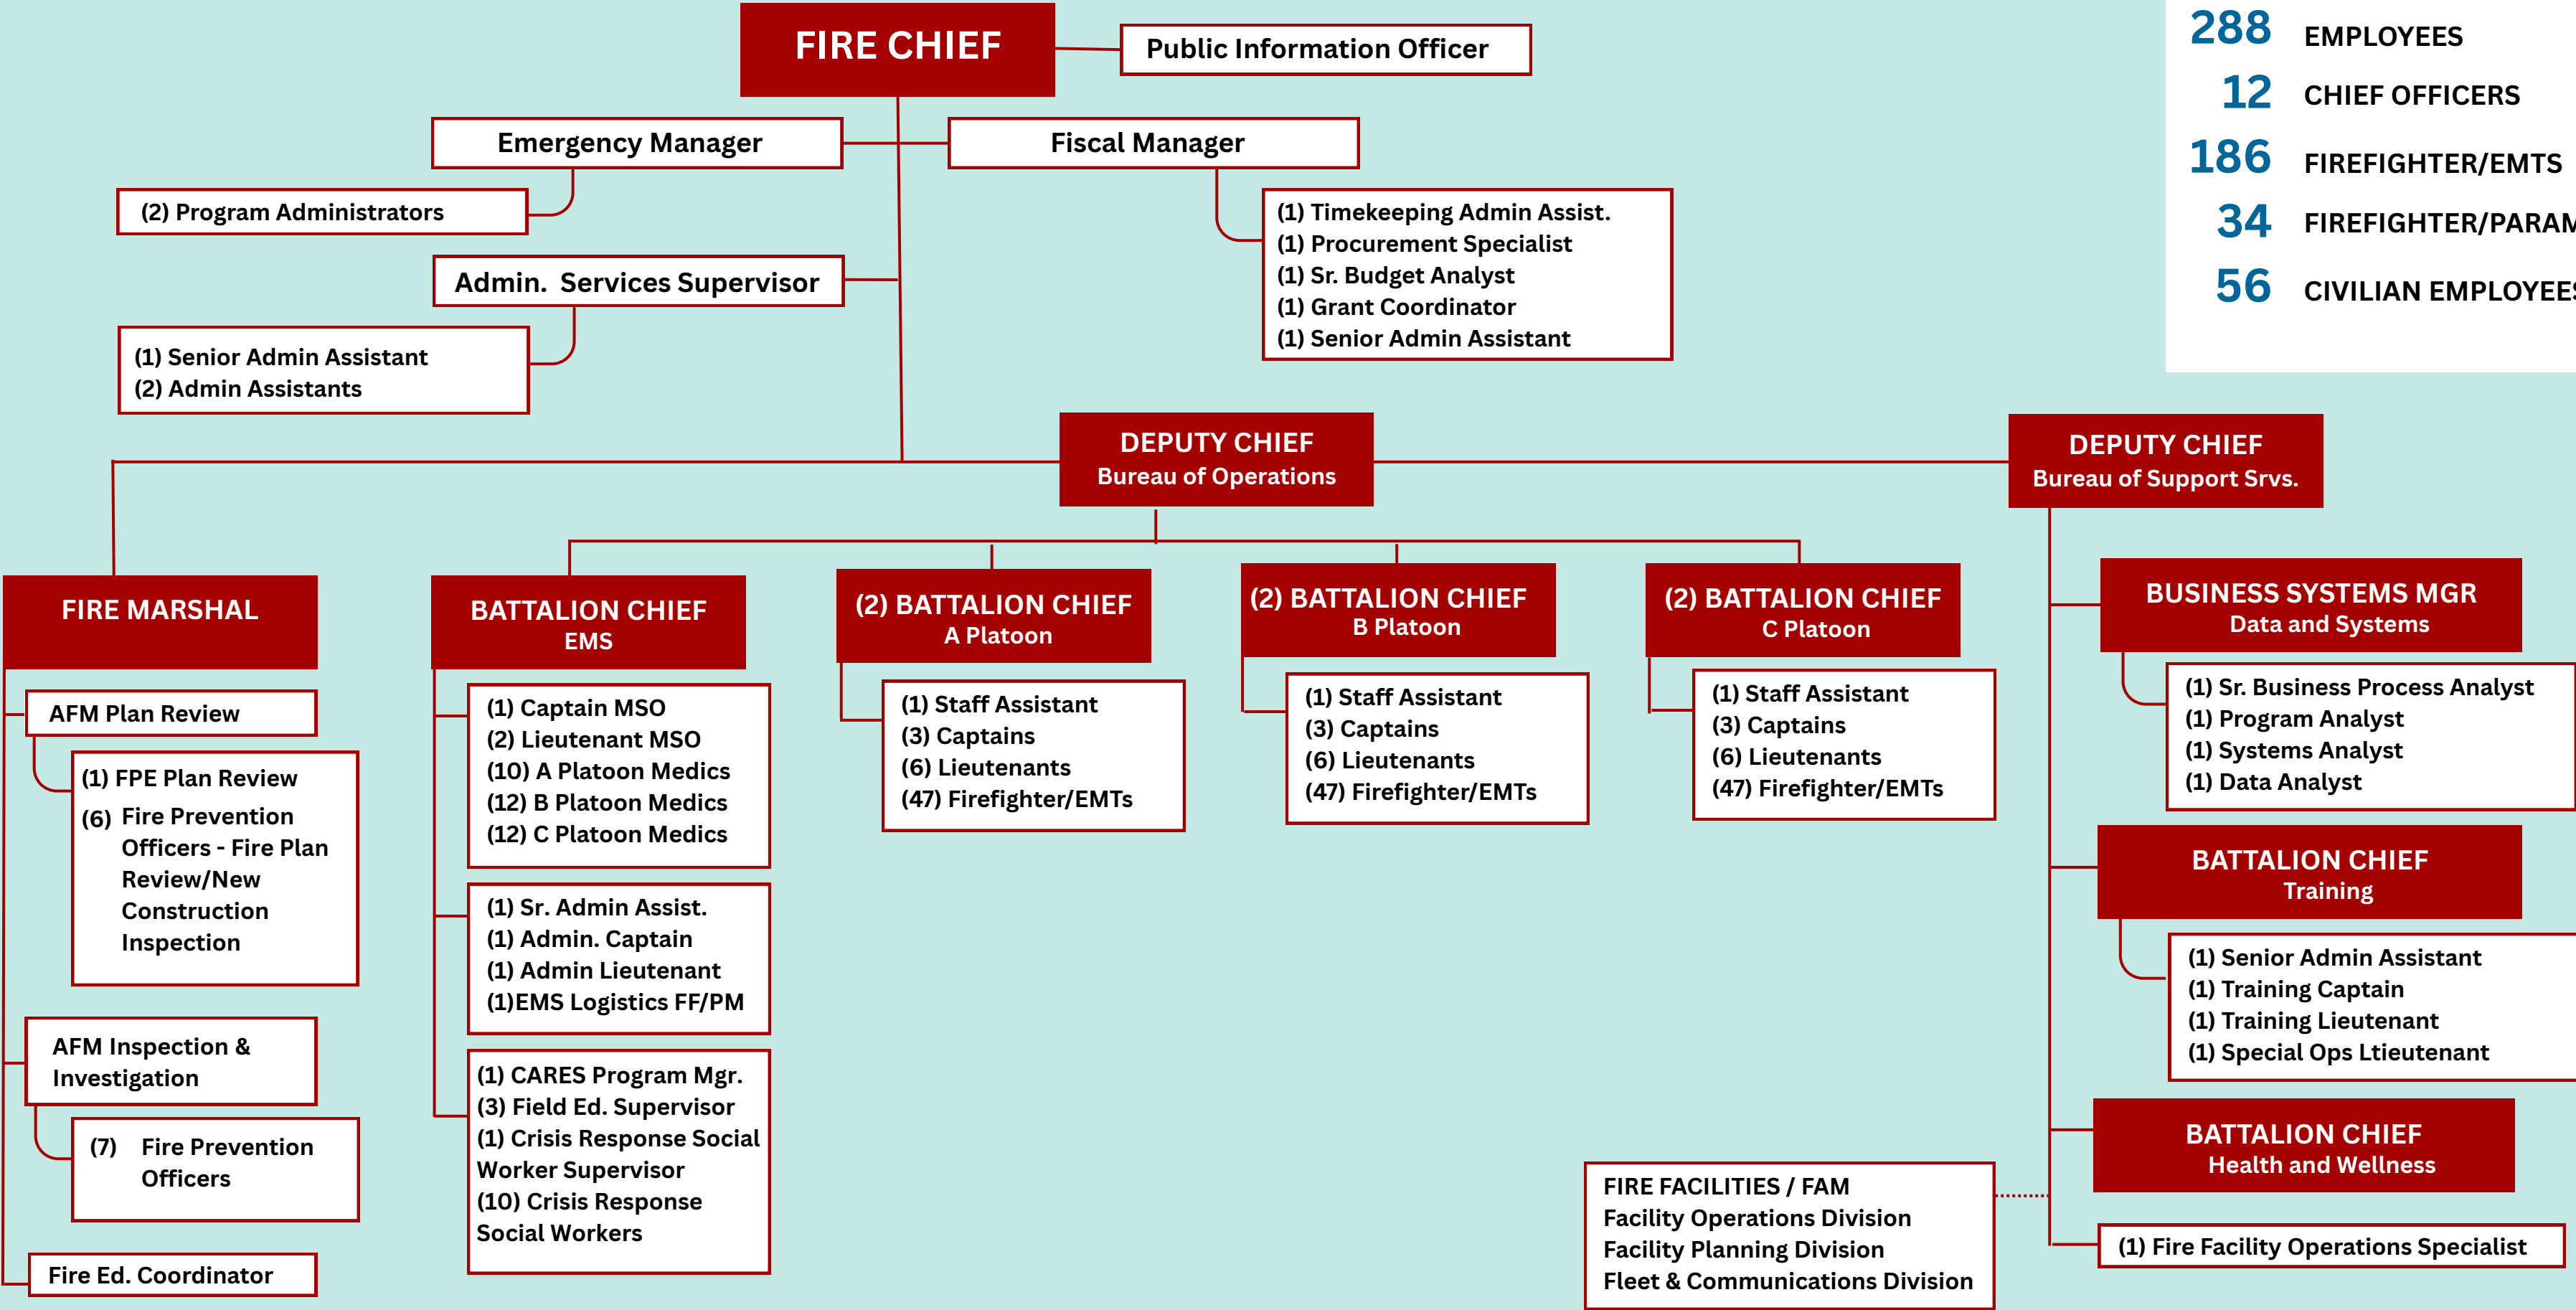 FIRE CHIEF
Public Information Officer
288 EMPLOYEES
12 CHIEF OFFICERS
186 FIREFIGHTER/EMTS
34 FIREFIGHTER/PARAM
56 CIVILIAN EMPLOYEES
Emergency Manager
Fiscal Manager
(2) Program Administrators
(1) Timekeeping Admin Assist.
(1) Procurement Specialist
(1) Sr. Budget Analyst
(1) Grant Coordinator
(1) Senior Admin Assistant
Admin. Services Supervisor
(1) Senior Admin Assistant
(2) Admin Assistants
DEPUTY CHIEF
Bureau of Operations
DEPUTY CHIEF
Bureau of Support Srvs.
FIRE MARSHAL
AFM Plan Review
(1) FPE Plan Review
(6) Fire Prevention
Officers - Fire Plan
Review/New
Construction
Inspection
AFM Inspection &
Investigation
(7) Fire Prevention
Officers
Fire Ed. Coordinator
BATTALION CHIEF
EMS
(1) Captain MSO
(2) Lieutenant MSO
(10) A Platoon Medics
(12) B Platoon Medics
(12) C Platoon Medics
(1) Sr. Admin Assist.
(1) Admin. Captain
(1) Admin Lieutenant
(1)EMS Logistics FF/PM
(1) CARES Program Mgr.
(3) Field Ed. Supervisor
(1) Crisis Response Social
Worker Supervisor
(10) Crisis Response
Social Workers
(2) BATTALION CHIEF
A Platoon
(1) Staff Assistant
(3) Captains
(6) Lieutenants
(47) Firefighter/EMTs
(2) BATTALION CHIEF
B Platoon
(1) Staff Assistant
(3) Captains
(6) Lieutenants
(47) Firefighter/EMTs
(2) BATTALION CHIEF
C Platoon
(1) Staff Assistant
(3) Captains
(6) Lieutenants
(47) Firefighter/EMTs
BUSINESS SYSTEMS MGR
Data and Systems
(1) Sr. Business Process Analyst
(1) Program Analyst
(1) Systems Analyst
(1) Data Analyst
BATTALION CHIEF
Training
(1) Senior Admin Assistant
(1) Training Captain
(1) Training Lieutenant
(1) Special Ops Ltieutenant
BATTALION CHIEF
Health and Wellness
(1) Fire Facility Operations Specialist
FIRE FACILITIES / FAM
Facility Operations Division
Facility Planning Division
Fleet & Communications Division